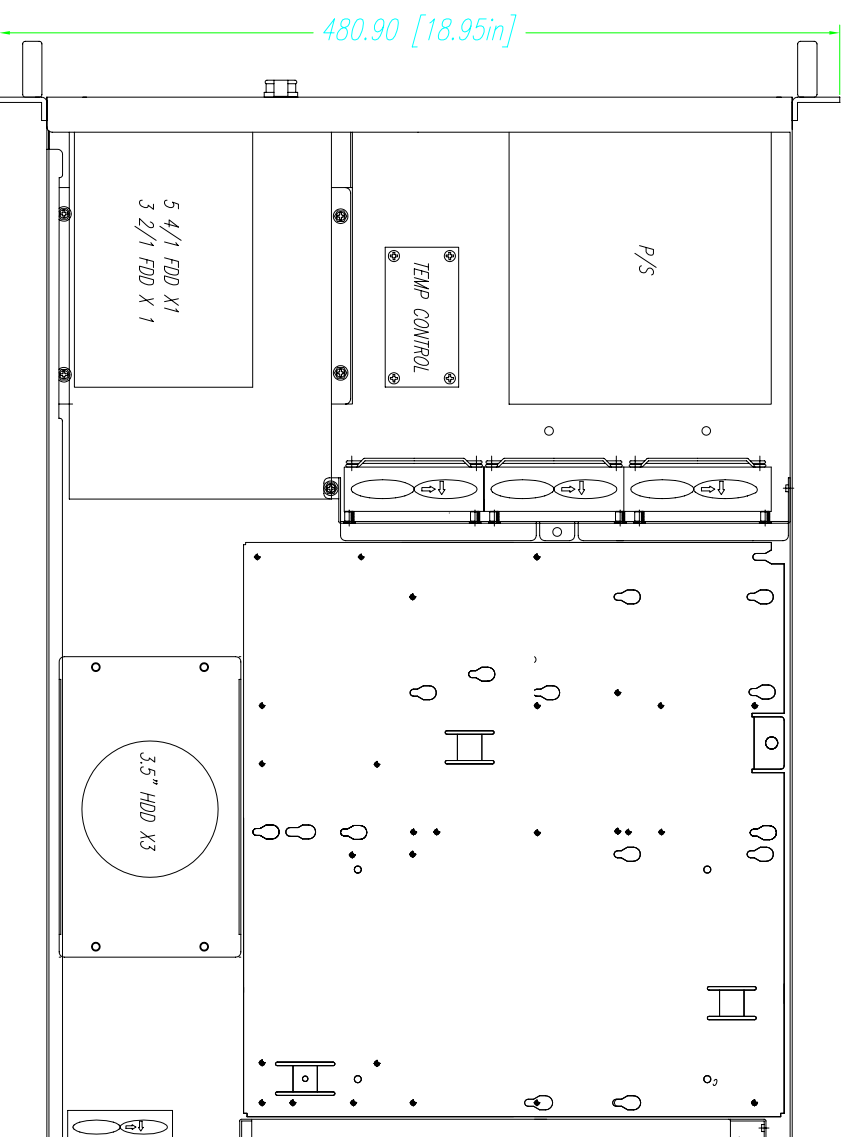 480.90 [18.95in]
5 4/1 FDD X1
3 2/1 FDD X 1
TEMP CONTROL
P/S
3.5" HDD X3